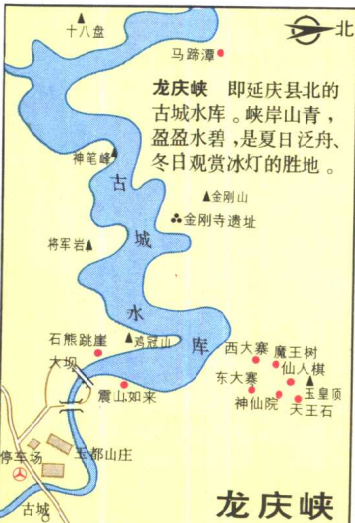 十八盘
北
马蹄潭
龙庆峡 即延庆县北的
古城水库。峡岸山青，
盈盈水碧，是夏日泛舟、
冬日观赏冰灯的胜地。
神笔峰
古城水库
金刚山
金刚寺遗址
将军岩
石熊跳崖
鸡冠山
大坝
震山如来
西大寨
魔王树
仙人棋
东大寨
玉皇顶
神仙院
天王石
停车场
玉都山庄
古城
龙庆峡